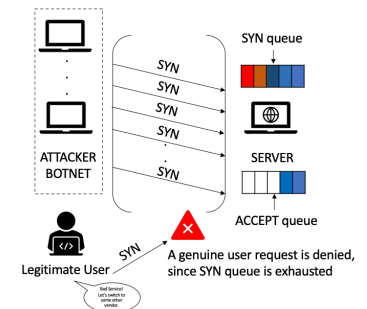 SYN queue
SYN
SYN
SYN
SYN
SYN
ATTACKER
BOTNET
SERVER
ACCEPT queue
SYN
Legitimate User
A genuine user request is denied,
since SYN queue is exhausted
Bad Service!
Let's switch to
some other
vendor.